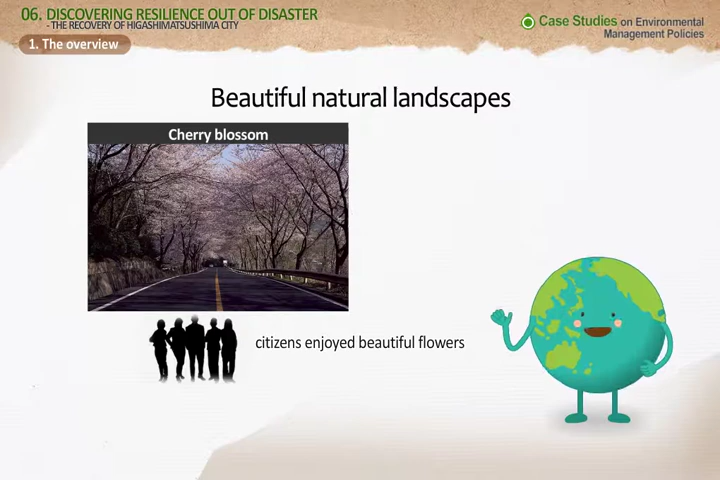 06. DISCOVERING RESILIENCE OUT OF DISASTER
- THE RECOVERY OF HIGASHIMATSUSHIMA CITY
1. The overview
Case Studies on Environmental
Management Policies
Beautiful natural landscapes
Cherry blossom
citizens enjoyed beautiful flowers